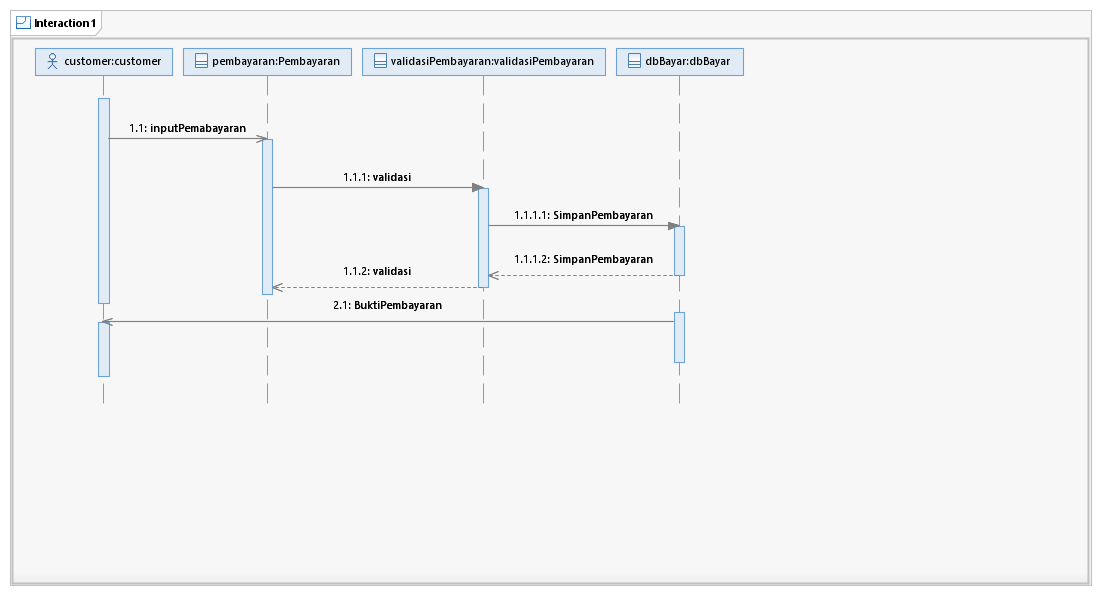 Interaction1
customer:customer
pembayaran:Pembayaran
validasiPembayaran:validasiPembayaran
dbBayar:dbBayar
1.1: inputPemabayaran
1.1.1: validasi
1.1.1.1: SimpanPembayaran
1.1.1.2: SimpanPembayaran
1.1.2: validasi
2.1: BuktiPembayaran